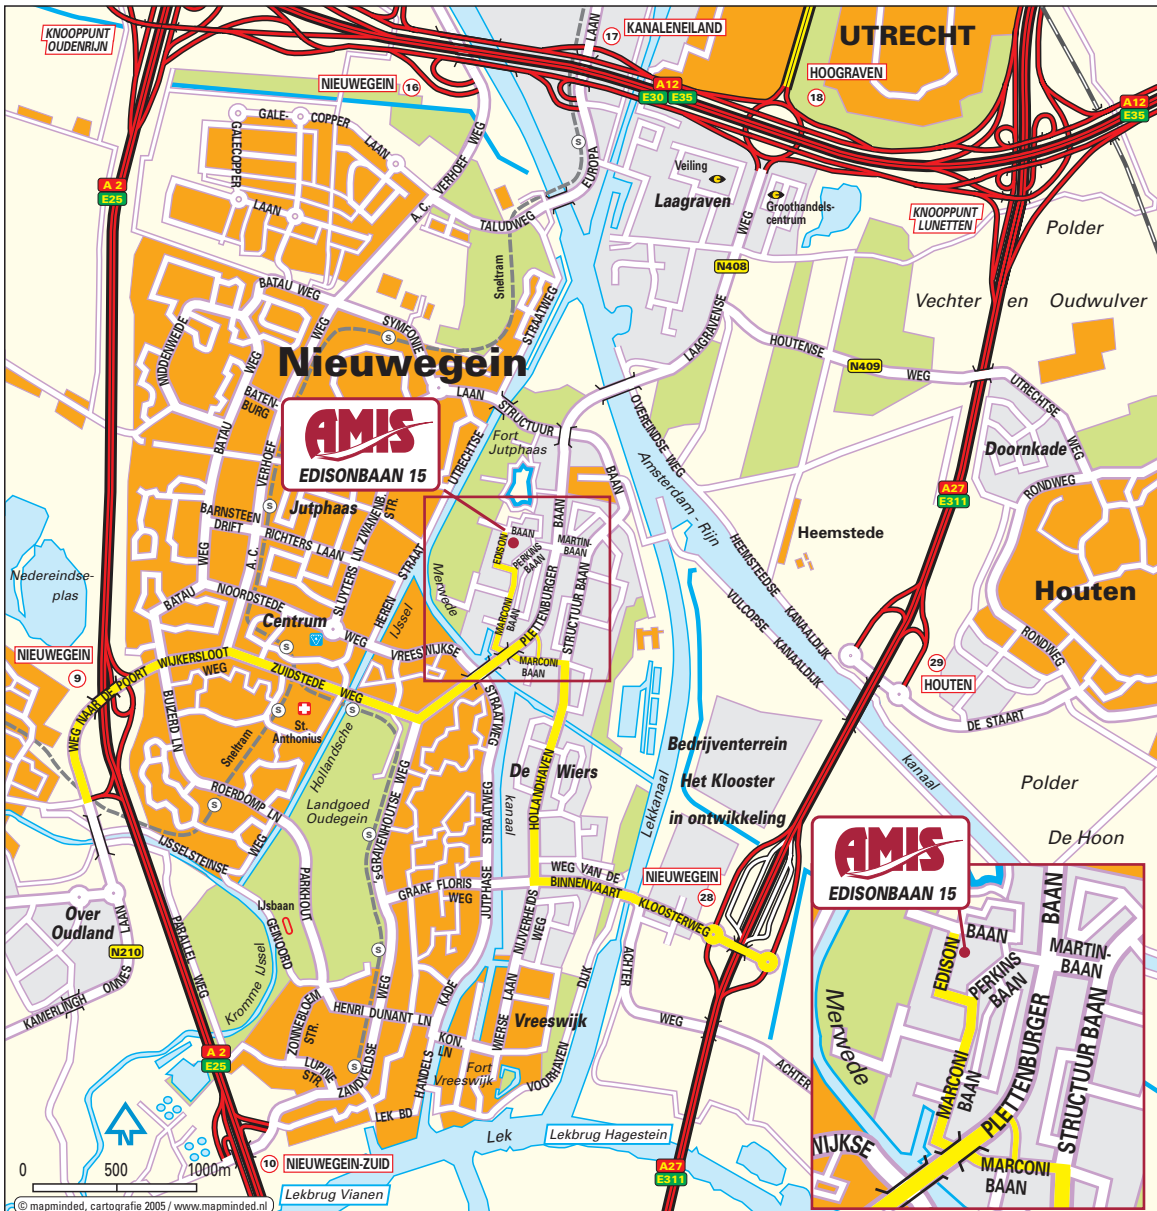 KNOOPPUNT
OUDENRIJN
LAAN
17
KANALENEILAND
UTRECHT
NIEUWEGEIN
16
A12
E30 E35
HOOGRAVEN
18
A12
E35
GALE-
COPPER
LAAN
GALECOPPER
LAAN
A.C. VERHOEF WEG
S
EUROPA
TALUDWEG
Veiling
Laagraven
Groothandels-
centrum
WEG
KNOOPPUNT
LUNETTEN
Polder
A 2
E25
N408
Sneltram
BATAU WEG
SYMFONIE
STRAATWEG
Vechter en Oudwulver
MIDDENWEIDE
WEG
WEG
S
LAAGRAVENSE
HOUTENSE
N409
WEG
Nieuwegein
BATEN-
BURG
LAAN
STRUCTUUR
BAAN
OVEREINDSE WEG
UTRECHTSE
WEG
AMIS
EDISONBAAN 15
Fort
Jutphaas
UTRECHTSE
Doornkade
RONDWEG
BATAU
VERHOEF
Amsterdam - Rijn
A27
E311
S
Jutphaas
ZWANENB.
STR.
BARNSTEEN
DRIFT
RICHTERS LAAN
SLUYTERS LN
BAAN
EDISON
PERKINS
BAAN
BAAN
MARTIN-
BAAN
HEEMSTEDSE KANAALDIJK
Heemstede
Nedereindse-
plas
WEG
A.C.
BATAU
NOORDSTEDE
HEREN STRAAT
Merwede
MARCONI
BAAN
PLETTENBURGER
STRUCTUUR BAAN
VULCOPSE KANAALDIJK
Houten
Centrum
S
WEG
IJssel
VREESWIJKSE
MARCONI
BAAN
RONDWEG
NIEUWEGEIN
9
WEG NAAR DE POORT
WIJKERSLOOT
WEG
ZUIDSTEDE
WEG
29
HOUTEN
BUIZERD LN
S
St.
Anthonius
S
STRAATWEG
DE STAART
Sneltram
Hollandsche
Bedrijventerrein
Het Klooster
in ontwikkeling
kanaal
S
ROERDOMP LN
Landgoed
Oudegein
S
'S-GRAVENHOUTSE WEG
STRAATWEG
kanaal
De Wiers
HOLLANDHAVEN
Lekkanaal
Polder
De Hoon
IJSSELSTEINSE
WEG
PARKHOUT
GRAAF FLORIS
WEG
JUTPHASE
WEG VAN DE
BINNENVAART
NIEUWEGEIN
28
KLOOSTERWEG
AMIS
EDISONBAAN 15
Over
Oudland
LAAN
N210
PARALLEL WEG
IJsbaan
GEINOORD
NIJVERHEIDS
WEG
ACHTER
KAMERLINGH ONNES
Kromme IJssel
S
WEG
KADE
LAAN
DIJK
BAAN
BAAN
MARTIN-
BAAN
EDISON
PERKINS
BAAN
ZONNEBLOEM
STR.
HENRI DUNANT LN
KON.
LN
WIERSE
Vreeswijk
WEG
Merwede
A 2
E25
LUPINE
STR
S
ZANDVELDSE
HANDELS
Fort
Vreeswijk
VOORHAVEN
ACHTER
MARCONI
BAAN
PLETTENBURGER
STRUCTUUR BAAN
LEK BD
Lek
Lekbrug Hagestein
WIJKSE
MARCONI
BAAN
0 500 1000m
10
NIEUWEGEIN-ZUID
A27
E311
Lekbrug Vianen
© mapminded, cartografie 2005 / www.mapminded.nl